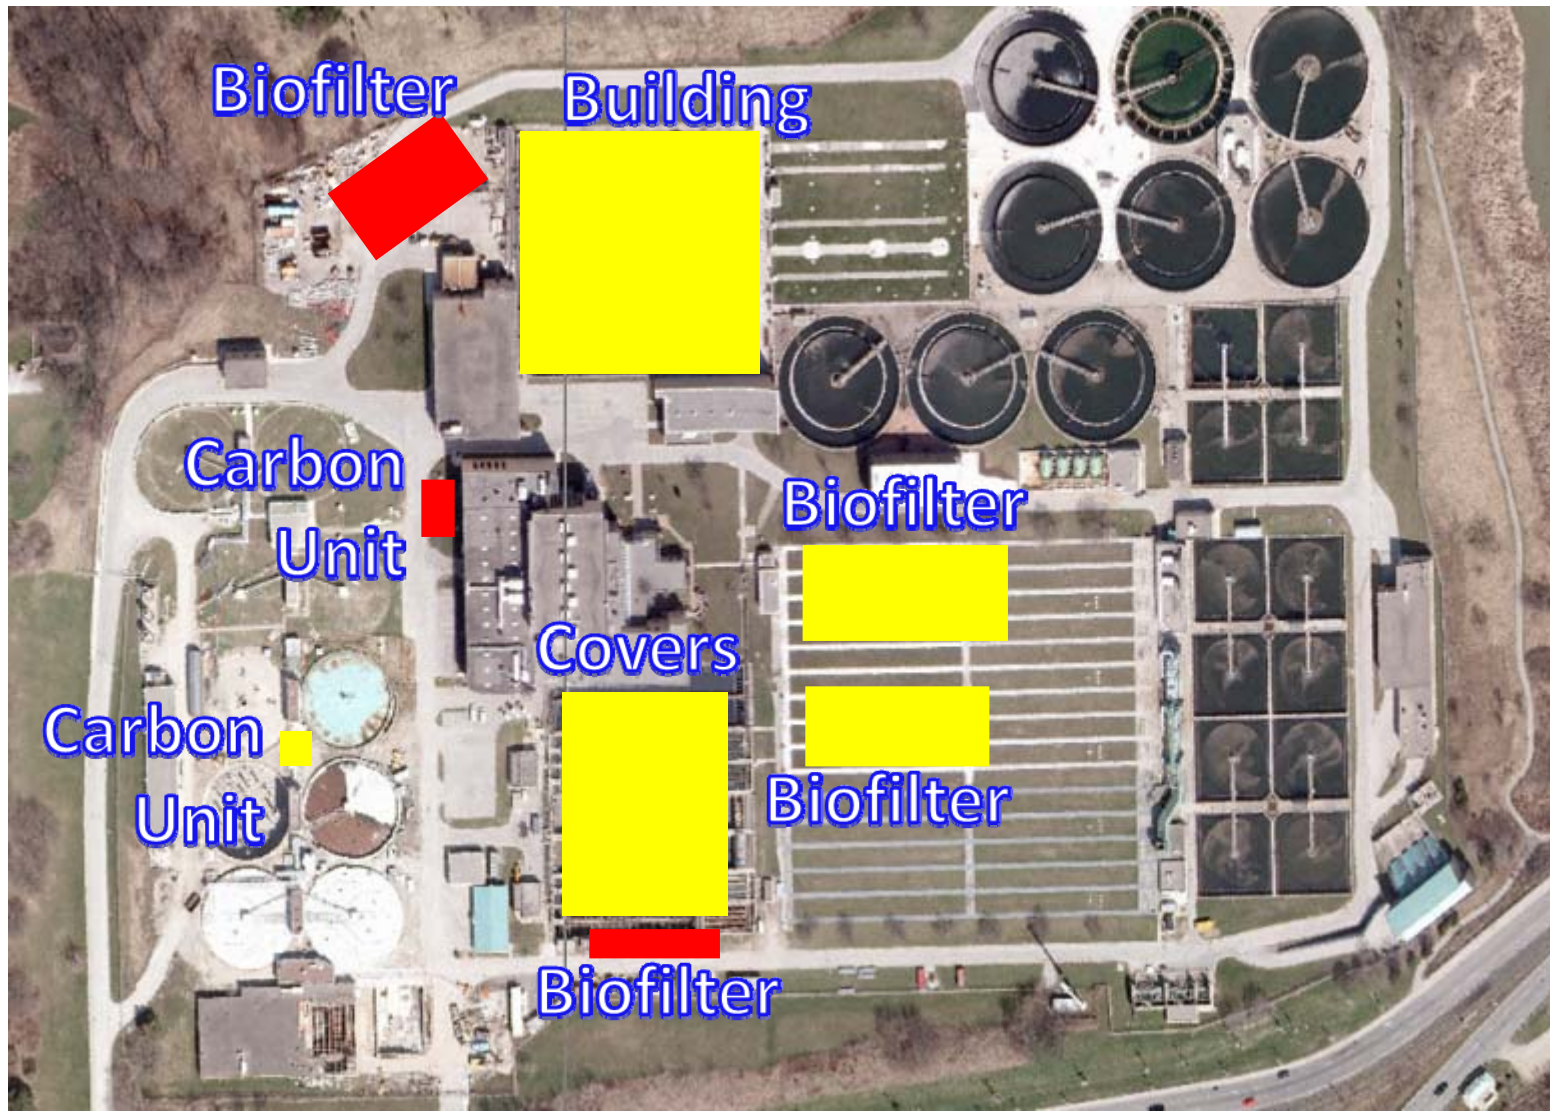 Biofilter
Building
Carbon
Unit
Biofilter
Covers
Carbon
Unit
Biofilter
Biofilter